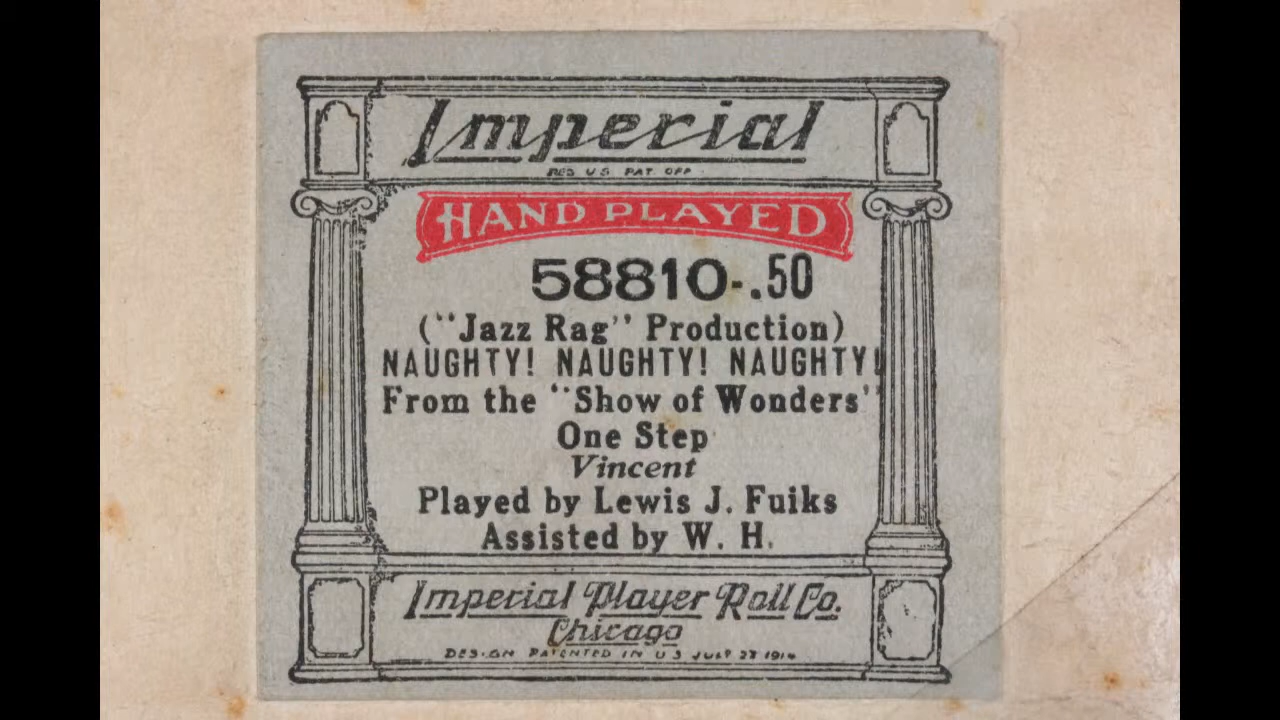 Imperial
REG U.S. PAT. OFF.
HAND PLAYED
58810-.50
("Jazz Rag" Production)
NAUGHTY! NAUGHTY! NAUGHTY!
From the "Show of Wonders"
One Step
Vincent
Played by Lewis J. Fuiks
Assisted by W. H.
Imperial Player Roll Co.
Chicago
DESIGN PATENTED IN U S JULY 1914